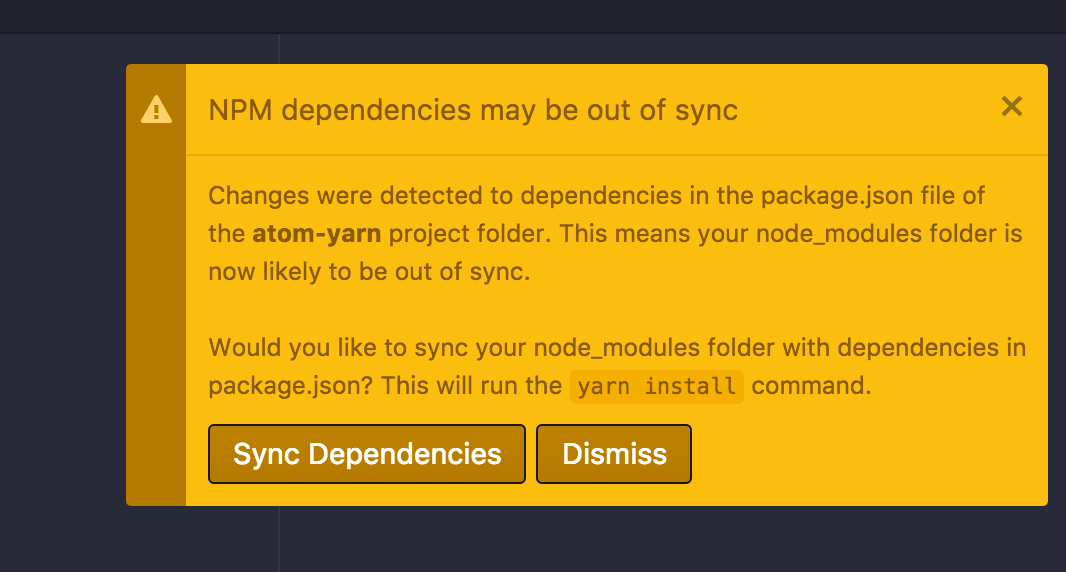 NPM dependencies may be out of sync
Changes were detected to dependencies in the package.json file of
the atom-yarn project folder. This means your node_modules folder is
now likely to be out of sync.
Would you like to sync your node_modules folder with dependencies in
package.json? This will run the yarn install command.
Sync Dependencies
Dismiss